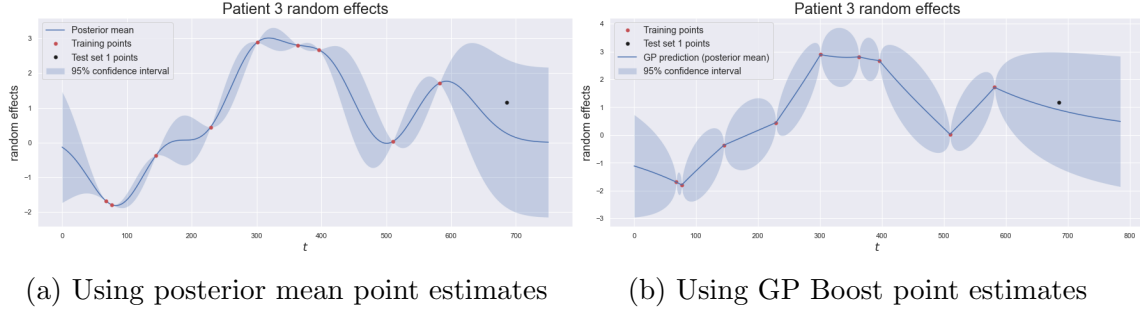 Patient 3 random effects
Posterior mean
Training points
Test set 1 points
95% confidence interval
random effects
3
2
1
0
−1
−2
0 100 200 300 400 500 600 700
t
(a) Using posterior mean point estimates
Patient 3 random effects
Training points
Test set 1 points
GP prediction (posterior mean)
95% confidence interval
random effects
4
3
2
1
0
−1
−2
−3
0 100 200 300 400 500 600 700 800
t
(b) Using GP Boost point estimates